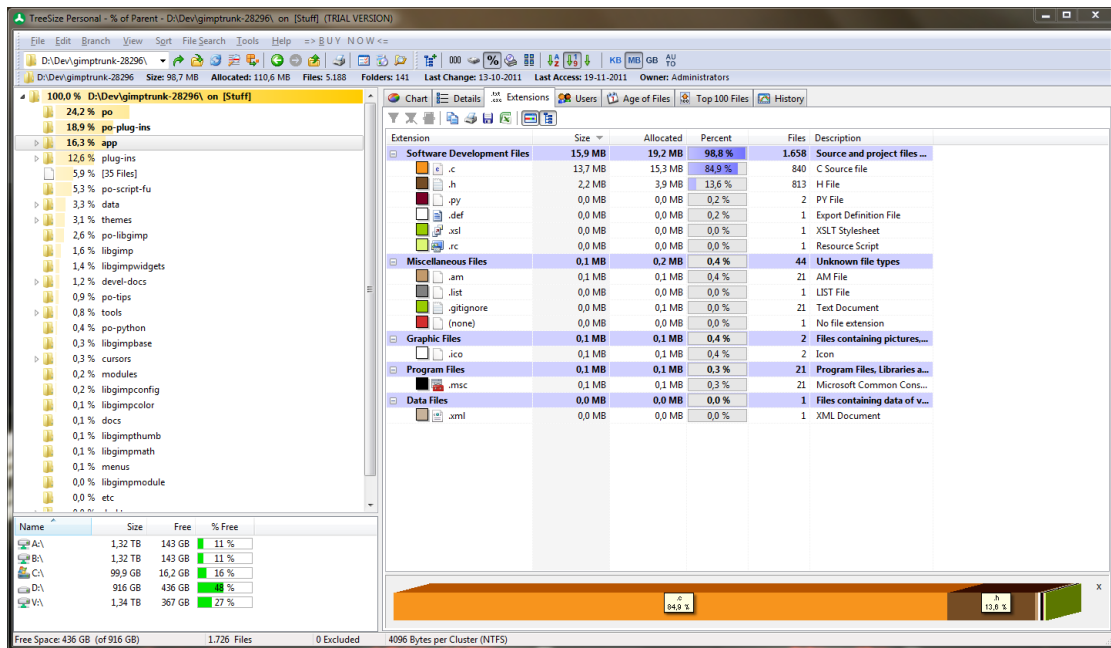 TreeSize Personal - % of Parent - D:\Dev\gimptrunk-28296\ on [Stuff] (TRIAL VERSION)
File Edit Branch View Sort File Search Tools Help => B U Y N O W <=
D:\Dev\gimptrunk-28296\ 000 % KB MB GB AU TO
D:\Dev\gimptrunk-28296 Size: 98,7 MB Allocated: 110,6 MB Files: 5.188 Folders: 141 Last Change: 13-10-2011 Last Access: 19-11-2011 Owner: Administrators
100,0 % D:\Dev\gimptrunk-28296\ on [Stuff]
24,2 % po
18,9 % po-plug-ins
16,3 % app
12,6 % plug-ins
5,9 % [35 Files]
5,3 % po-script-fu
3,3 % data
3,1 % themes
2,6 % po-libgimp
1,6 % libgimp
1,4 % libgimpwidgets
1,2 % devel-docs
0,9 % po-tips
0,8 % tools
0,4 % po-python
0,3 % libgimpbase
0,3 % cursors
0,2 % modules
0,2 % libgimpconfig
0,1 % libgimpcolor
0,1 % docs
0,1 % libgimpthumb
0,1 % libgimpmath
0,1 % menus
0,0 % libgimpmodule
0,0 % etc
Chart Details .txt .exe Extensions Users Age of Files Top 100 Files History
Extension Size Allocated Percent Files Description
Software Development Files 15,9 MB 19,2 MB 98,8 % 1.658 Source and project files ...
.c 13,7 MB 15,3 MB 84,9 % 840 C Source file
.h 2,2 MB 3,9 MB 13,6 % 813 H File
.py 0,0 MB 0,0 MB 0,2 % 2 PY File
.def 0,0 MB 0,0 MB 0,2 % 1 Export Definition File
.xsl 0,0 MB 0,0 MB 0,0 % 1 XSLT Stylesheet
.rc 0,0 MB 0,0 MB 0,0 % 1 Resource Script
Miscellaneous Files 0,1 MB 0,2 MB 0,4 % 44 Unknown file types
.am 0,1 MB 0,1 MB 0,4 % 21 AM File
.list 0,0 MB 0,0 MB 0,0 % 1 LIST File
.gitignore 0,0 MB 0,1 MB 0,0 % 21 Text Document
(none) 0,0 MB 0,0 MB 0,0 % 1 No file extension
Graphic Files 0,1 MB 0,1 MB 0,4 % 2 Files containing pictures,...
.ico 0,1 MB 0,1 MB 0,4 % 2 Icon
Program Files 0,1 MB 0,1 MB 0,3 % 21 Program Files, Libraries a...
.msc 0,1 MB 0,1 MB 0,3 % 21 Microsoft Common Cons...
Data Files 0,0 MB 0,0 MB 0,0 % 1 Files containing data of v...
.xml 0,0 MB 0,0 MB 0,0 % 1 XML Document
Name Size Free % Free
A:\ 1,32 TB 143 GB 11 %
B:\ 1,32 TB 143 GB 11 %
C:\ 99,9 GB 16,2 GB 16 %
D:\ 916 GB 436 GB 48 %
V:\ 1,34 TB 367 GB 27 %
.c
84,9 %
.h
13,6 %
x
Free Space: 436 GB (of 916 GB) 1.726 Files 0 Excluded 4096 Bytes per Cluster (NTFS)